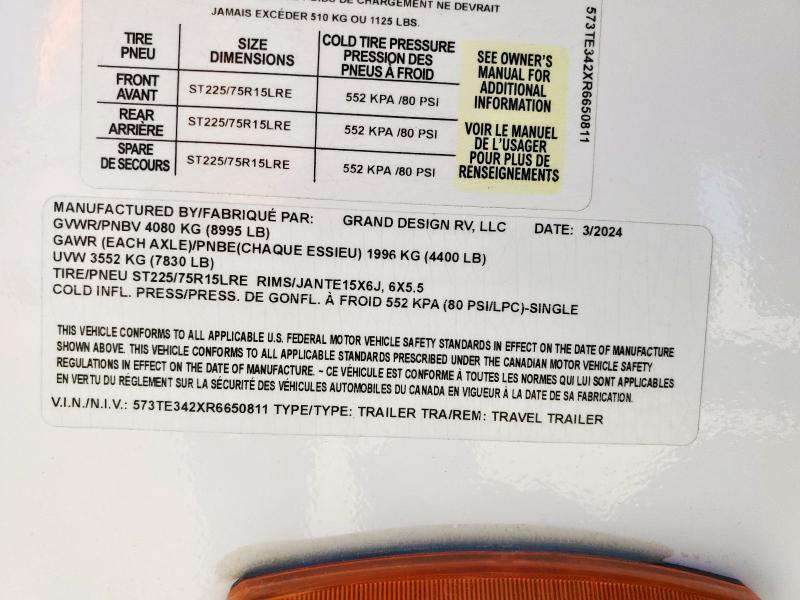 DE CHARGEMENT NE DEVRAIT
JAMAIS EXCÉDER 510 KG OU 1125 LBS.
TIRE
PNEU
SIZE
DIMENSIONS
COLD TIRE PRESSURE
PRESSION DES
PNEUS À FROID
FRONT
AVANT
ST225/75R15LRE
552 KPA /80 PSI
REAR
ARRIÈRE
ST225/75R15LRE
552 KPA /80 PSI
SPARE
DE SECOURS
ST225/75R15LRE
552 KPA /80 PSI
SEE OWNER'S
MANUAL FOR
ADDITIONAL
INFORMATION
VOIR LE MANUEL
DE L'USAGER
POUR PLUS DE
RENSEIGNEMENTS
573TE342XR6650811
MANUFACTURED BY/FABRIQUÉ PAR: GRAND DESIGN RV, LLC DATE: 3/2024
GVWR/PNBV 4080 KG (8995 LB)
GAWR (EACH AXLE)/PNBE(CHAQUE ESSIEU) 1996 KG (4400 LB)
UVW 3552 KG (7830 LB)
TIRE/PNEU ST225/75R15LRE RIMS/JANTE15X6J, 6X5.5
COLD INFL. PRESS/PRESS. DE GONFL. À FROID 552 KPA (80 PSI/LPC)-SINGLE
THIS VEHICLE CONFORMS TO ALL APPLICABLE U.S. FEDERAL MOTOR VEHICLE SAFETY STANDARDS IN EFFECT ON THE DATE OF MANUFACTURE
SHOWN ABOVE. THIS VEHICLE CONFORMS TO ALL APPLICABLE STANDARDS PRESCRIBED UNDER THE CANADIAN MOTOR VEHICLE SAFETY
REGULATIONS IN EFFECT ON THE DATE OF MANUFACTURE. ~ CE VÉHICULE EST CONFORME À TOUTES LES NORMES QUI LUI SONT APPLICABLES
EN VERTU DU RÉGLEMENT SUR LA SÉCURITÉ DES VÉHICULES AUTOMOBILES DU CANADA EN VIGUEUR À LA DATE DE SA FABRICATION.
V.I.N./N.I.V.: 573TE342XR6650811 TYPE/TYPE: TRAILER TRA/REM: TRAVEL TRAILER